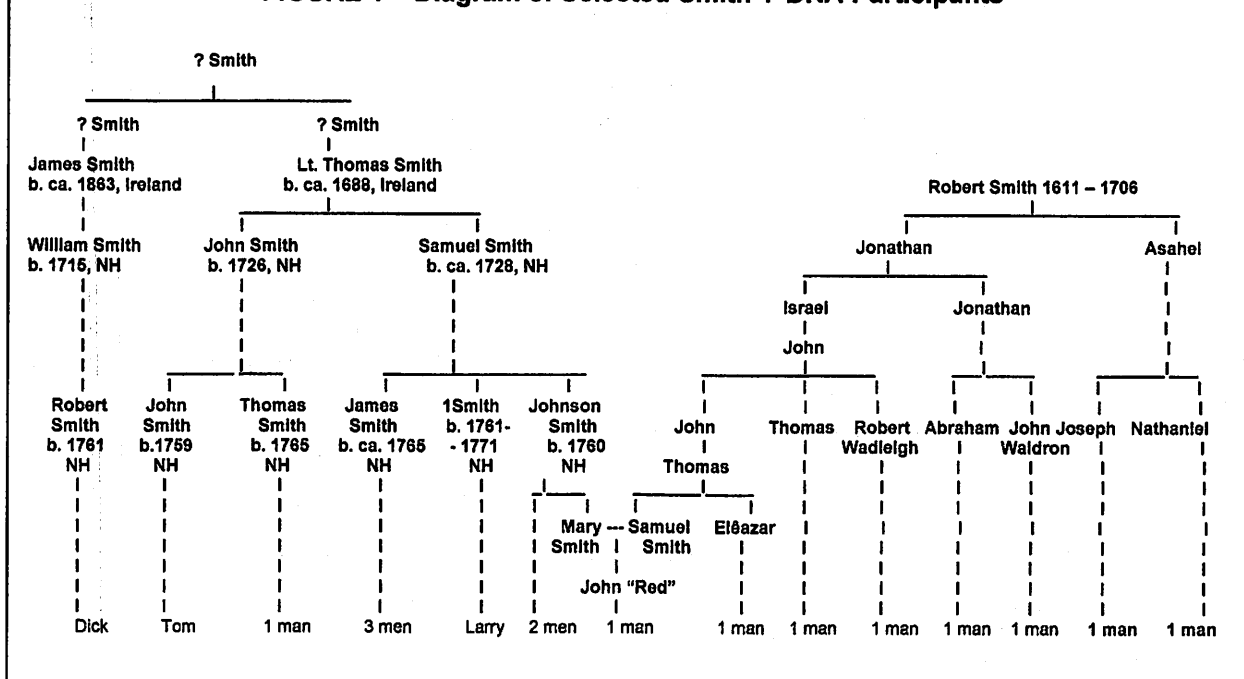 ? Smith
? Smith ? Smith
James Smith Lt. Thomas Smith
b. ca. 1863, Ireland b. ca. 1688, Ireland
Robert Smith 1611 – 1706
William Smith John Smith Samuel Smith Jonathan Asahel
b. 1715, NH b. 1726, NH b. ca. 1728, NH
Israel Jonathan
John
Robert John Thomas James 1Smith Johnson
Smith Smith Smith Smith b. 1761- Smith John Thomas Robert Abraham John Joseph Nathaniel
b. 1761 b.1759 b. 1765 b. ca. 1765 - 1771 b. 1760 Wadleigh Waldron
NH NH NH NH NH NH Thomas
Mary --- Samuel Elêazar
Smith Smith
John "Red"
Dick Tom 1 man 3 men Larry 2 men 1 man 1 man 1 man 1 man 1 man 1 man 1 man 1 man